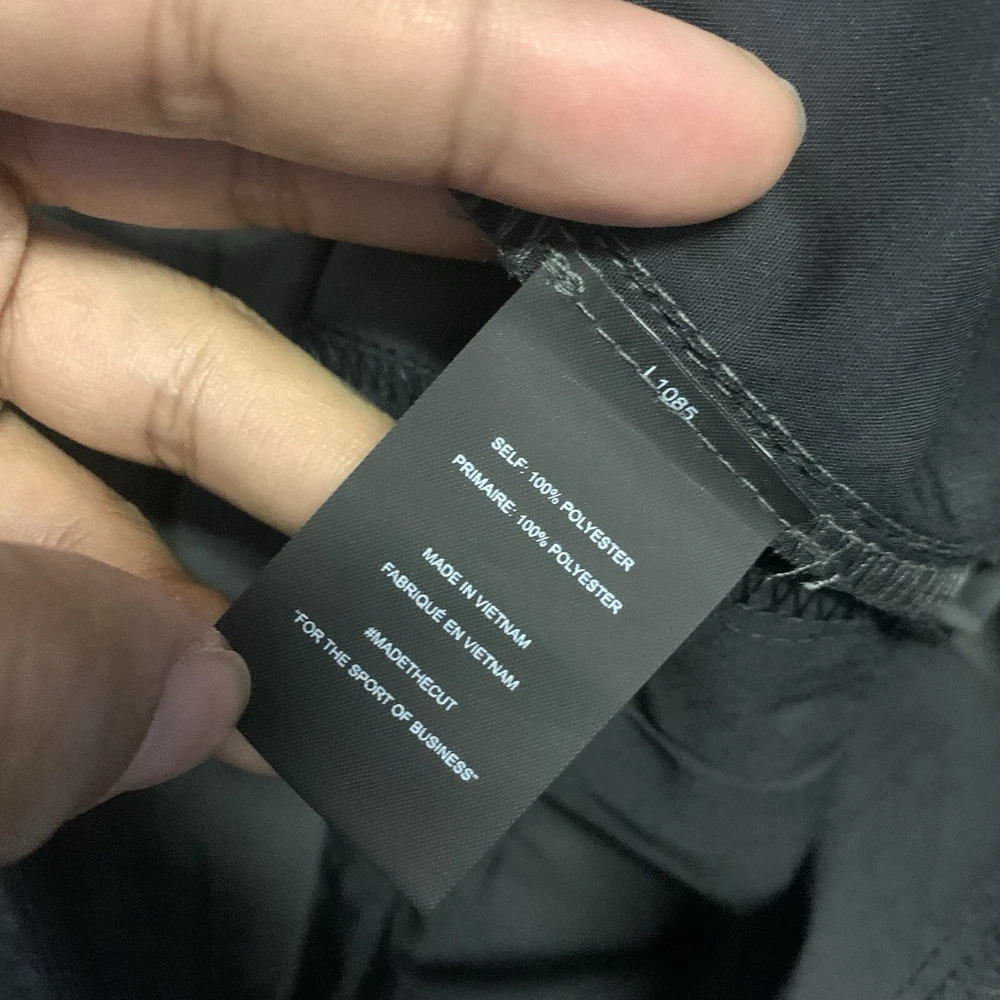 L1085
SELF: 100% POLYESTER
PRIMAIRE: 100% POLYESTER
MADE IN VIETNAM
FABRIQUÉ EN VIETNAM
#MADETHECUT
"FOR THE SPORT OF BUSINESS"